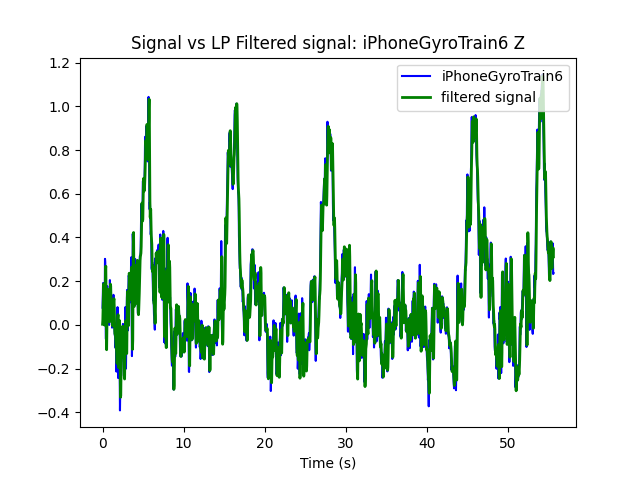 Signal vs LP Filtered signal: iPhoneGyroTrain6 Z
iPhoneGyroTrain6
filtered signal
1.2
1.0
0.8
0.6
0.4
0.2
0.0
−0.2
−0.4
0 10 20 30 40 50
Time (s)